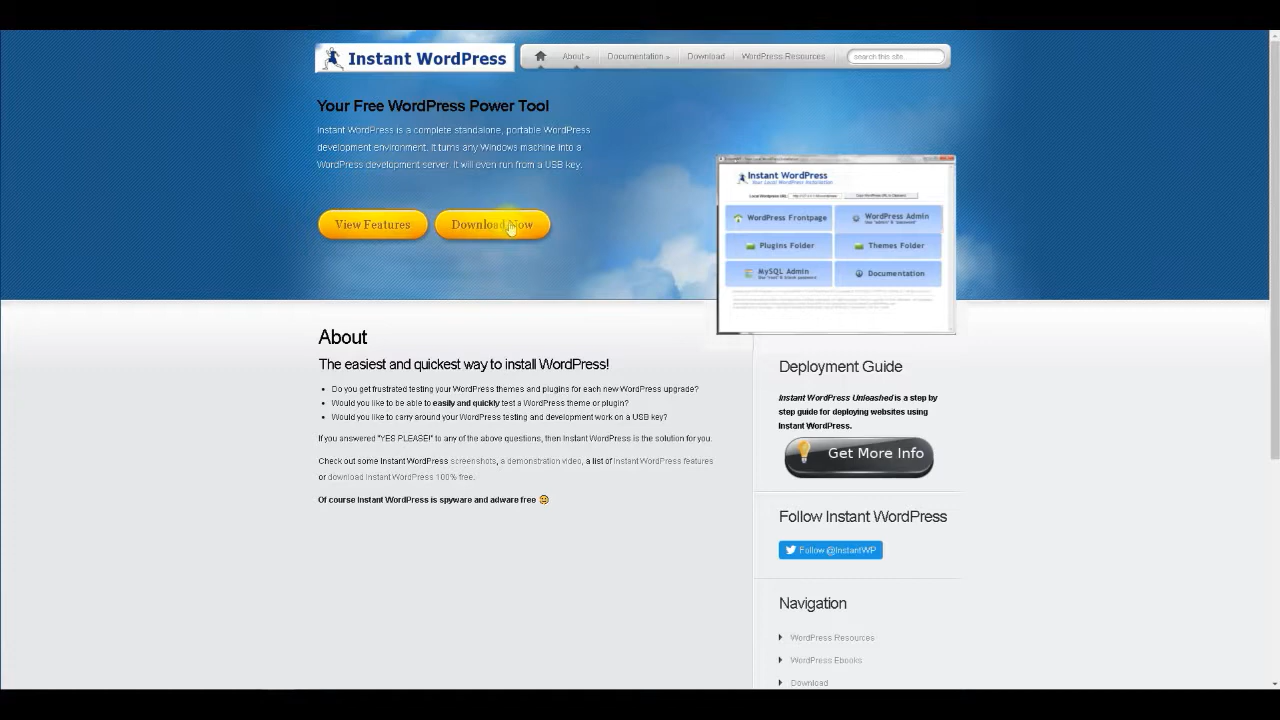 Instant WordPress
About »
Documentation »
Download
WordPress Resources
search this site...
Your Free WordPress Power Tool
Instant WordPress is a complete standalone, portable WordPress
development environment. It turns any Windows machine into a
WordPress development server. It will even run from a USB key.
View Features
Download Now
Instant WordPress
Your Local WordPress Installation
WordPress Frontpage
WordPress Admin
Plugins Folder
Themes Folder
MySQL Admin
Documentation
About
The easiest and quickest way to install WordPress!
Do you get frustrated testing your WordPress themes and plugins for each new WordPress upgrade?
Would you like to be able to easily and quickly test a WordPress theme or plugin?
Would you like to carry around your WordPress testing and development work on a USB key?
If you answered "YES PLEASE!" to any of the above questions, then Instant WordPress is the solution for you.
Check out some Instant WordPress screenshots, a demonstration video, a list of Instant WordPress features
or download Instant WordPress 100% free.
Of course Instant WordPress is spyware and adware free
Deployment Guide
Instant WordPress Unleashed is a step by
step guide for deploying websites using
Instant WordPress.
Get More Info
Follow Instant WordPress
Follow @InstantWP
Navigation
WordPress Resources
WordPress Ebooks
Download